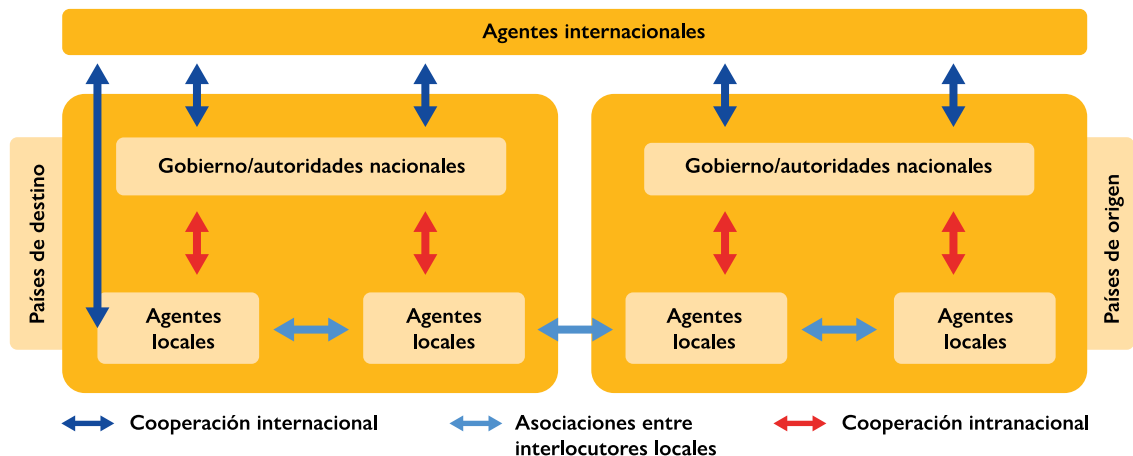 Agentes internacionales
Países de destino
Gobierno/autoridades nacionales
Gobierno/autoridades nacionales
Países de origen
Agentes
locales
Agentes
locales
Agentes
locales
Agentes
locales
Cooperación internacional
Asociaciones entre
interlocutores locales
Cooperación intranacional